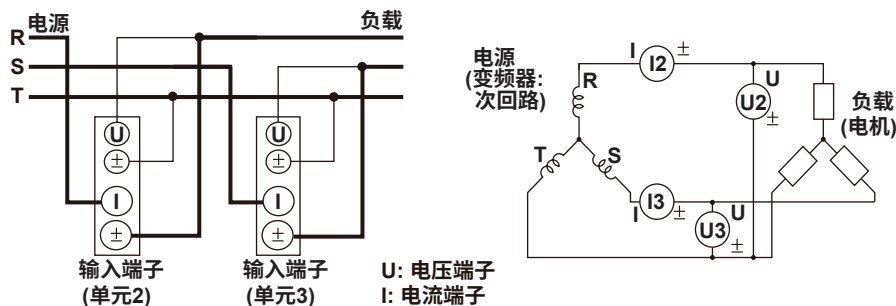 电源
负载
R
S
T
U
±
I
±
U
±
I
±
输入端子
(单元2)
输入端子
(单元3)
U: 电压端子
I: 电流端子
电源
(变频器:
次回路)
R
T
S
I
I2
±
U
U2
±
I
I3
±
U
U3
±
负载
(电机)